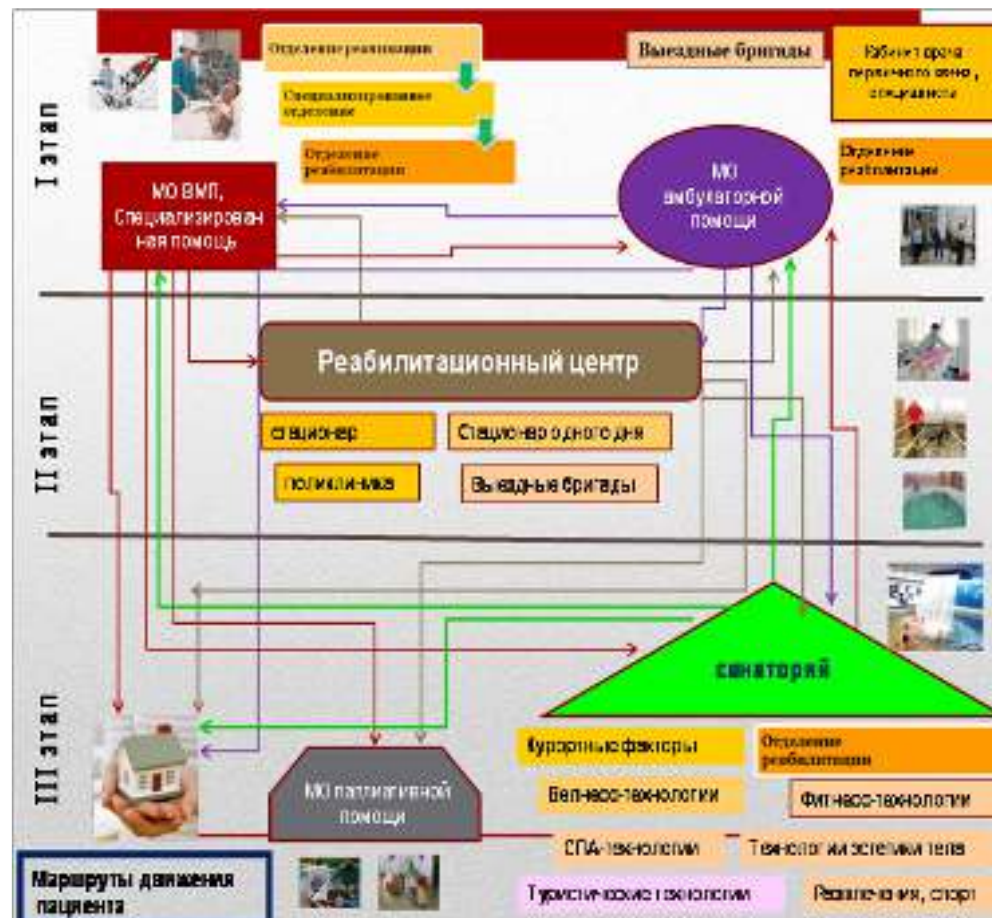 Отделение реанимации
Специализированное
отделение
Отделение
реабилитации
Выездные бригады
Кабинет врача
первичного звена,
специалиста
Отделение
реабилитации
I этап
МО ВМП,
Специализирован
ная помощь
МО
амбулаторной
помощи
Реабилитационный центр
II этап
стационар
Стационар одного дня
поликлиника
Выездные бригады
III этап
санаторий
МО паллиативной
помощи
Курортные факторы
Отделение
реабилитации
Велнесс-технологии
Фитнесс-технологии
СПА-технологии
Технологии эстетики тела
Туристические технологии
Развлечения, спорт
Маршруты движения
пациента